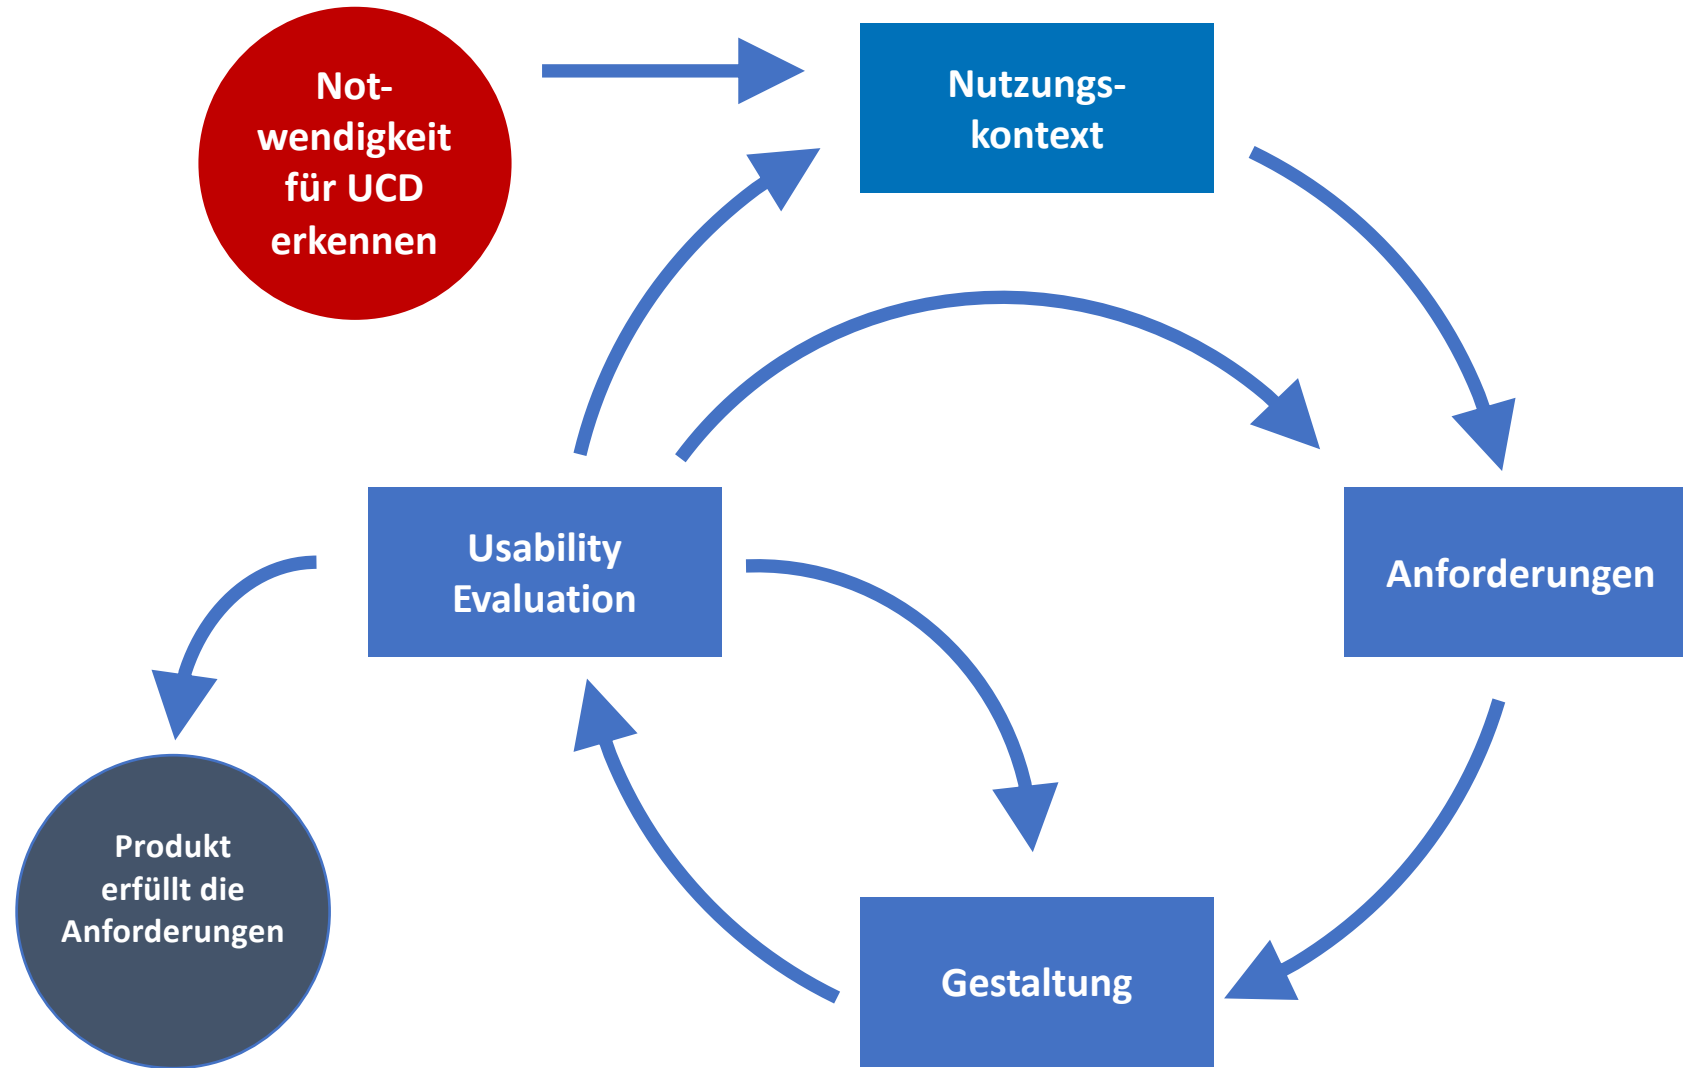 Not-
wendigkeit
für UCD
erkennen
Nutzungs-
kontext
Usability
Evaluation
Anforderungen
Produkt
erfüllt die
Anforderungen
Gestaltung